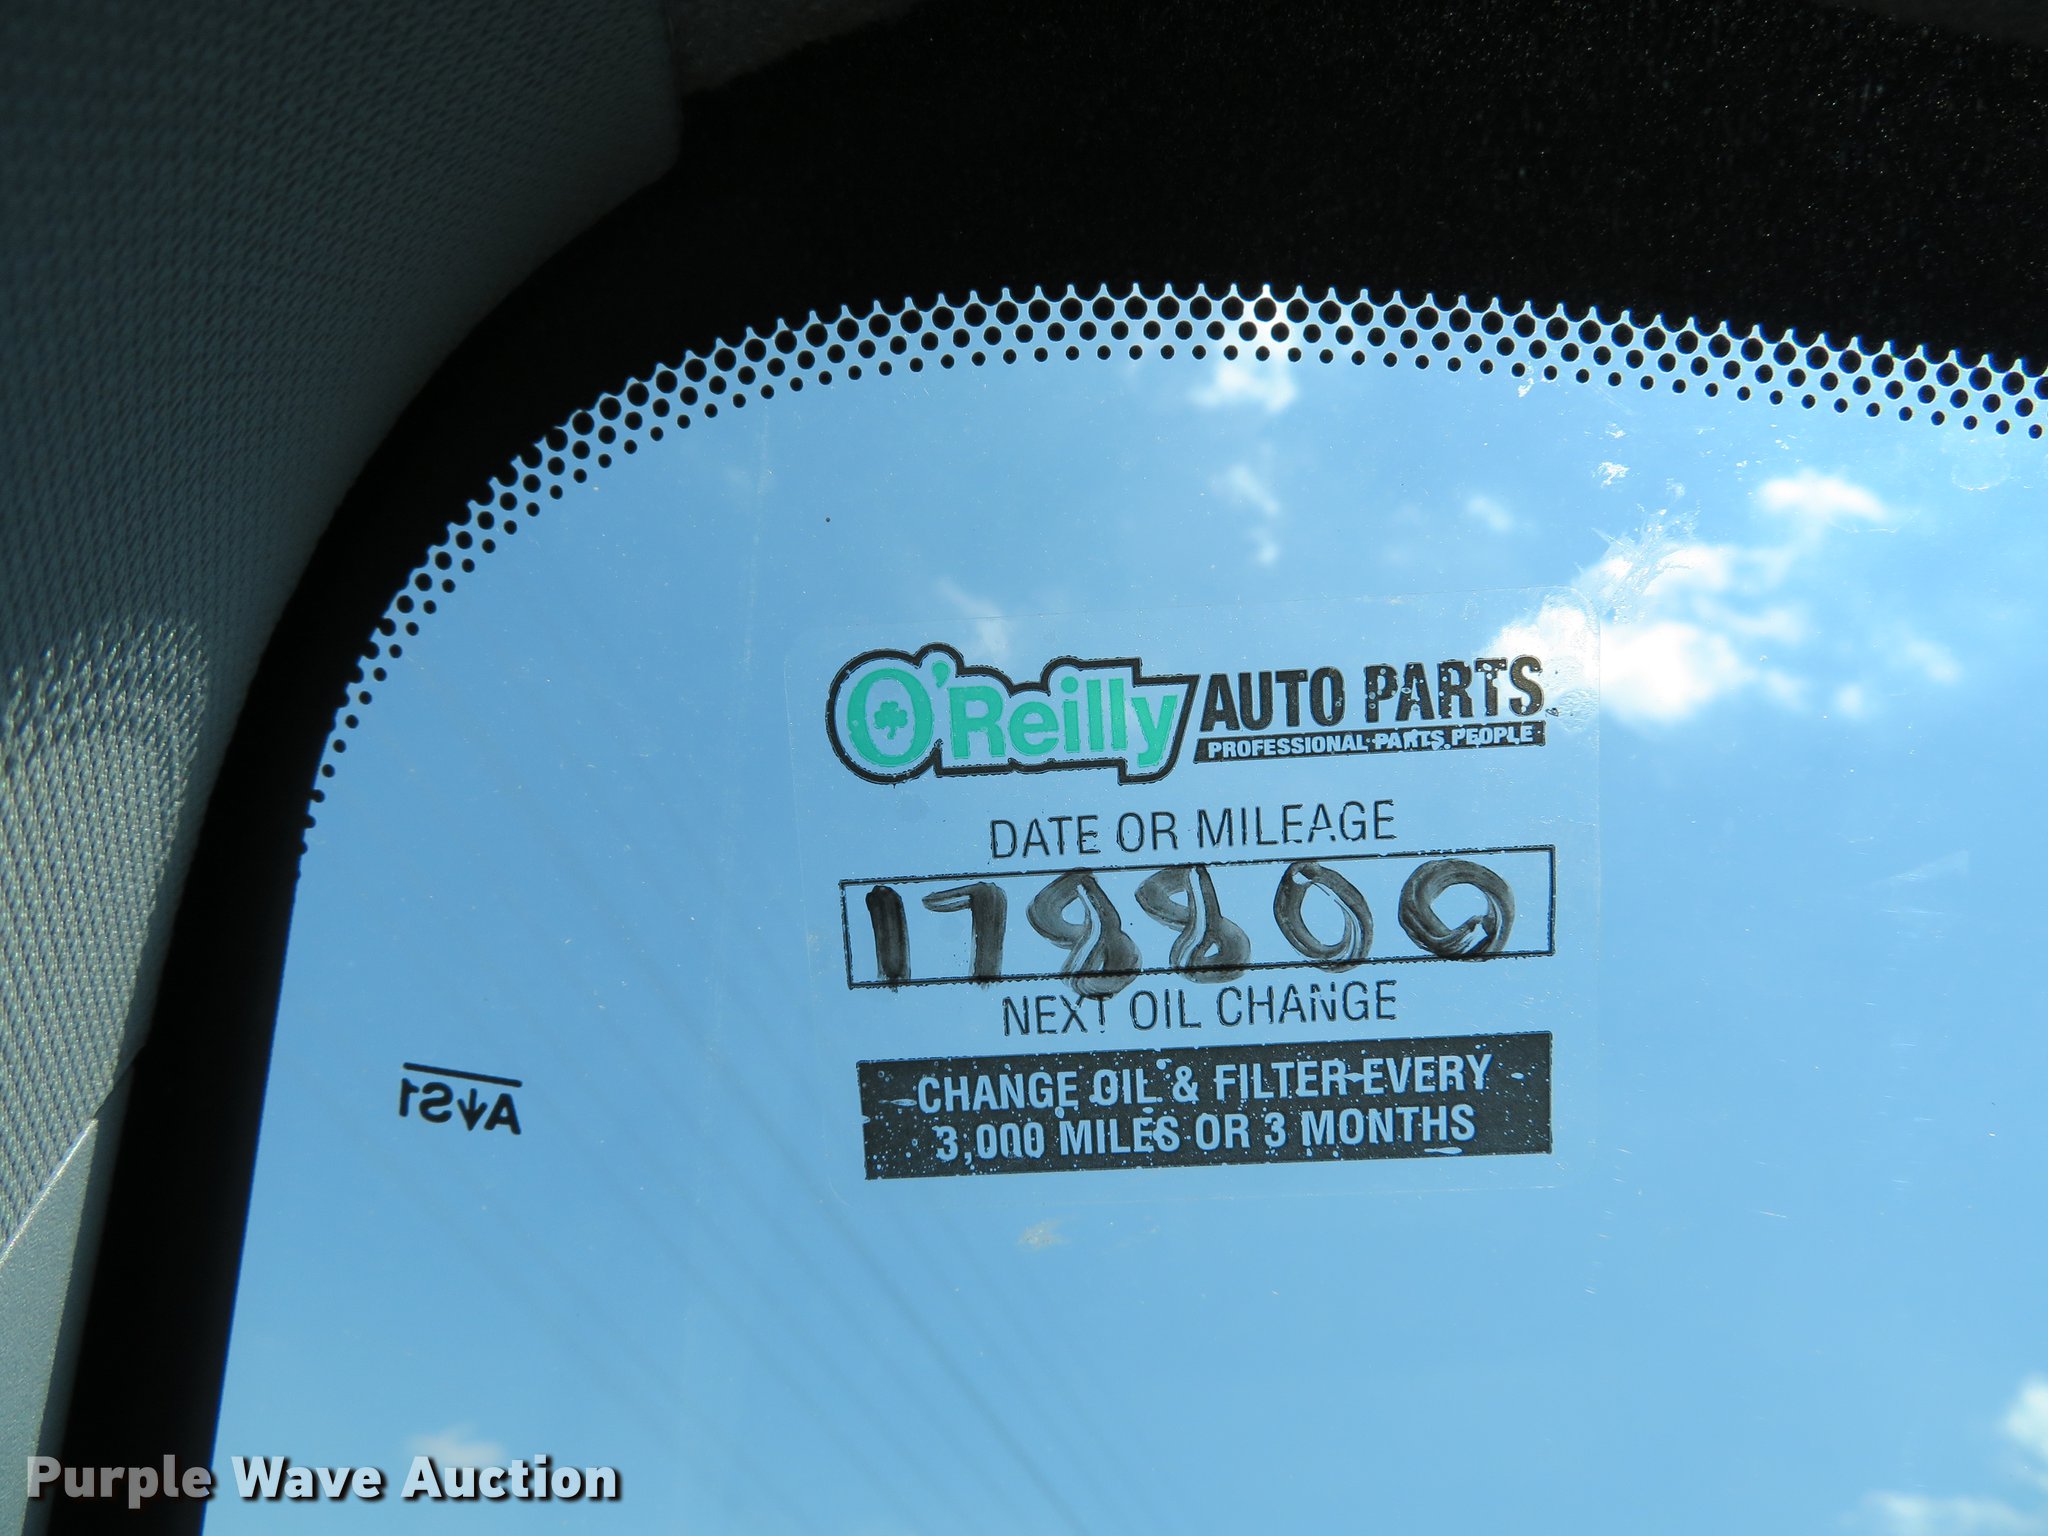 O'Reilly AUTO PARTS
PROFESSIONAL PARTS PEOPLE
DATE OR MILEAGE
178800
NEXT OIL CHANGE
CHANGE OIL & FILTER EVERY
3,000 MILES OR 3 MONTHS
AS1
Purple Wave Auction